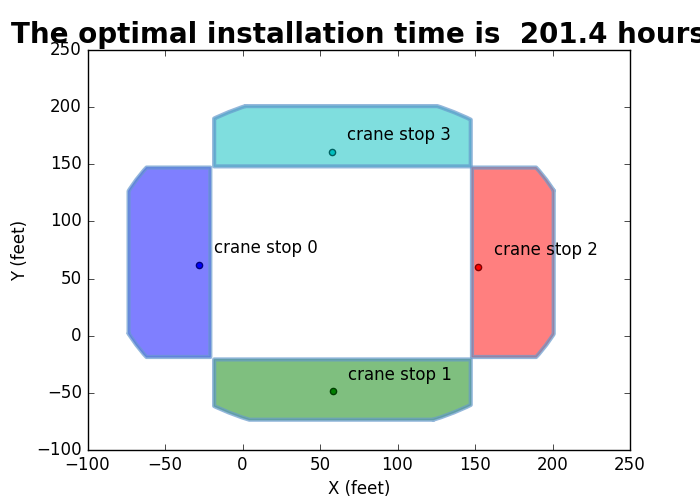 The optimal installation time is  201.4 hours
250
200
150
100
50
0
−50
−100
−100
−50
0
50
100
150
200
250
Y (feet)
X (feet)
crane stop 3
crane stop 0
crane stop 2
crane stop 1